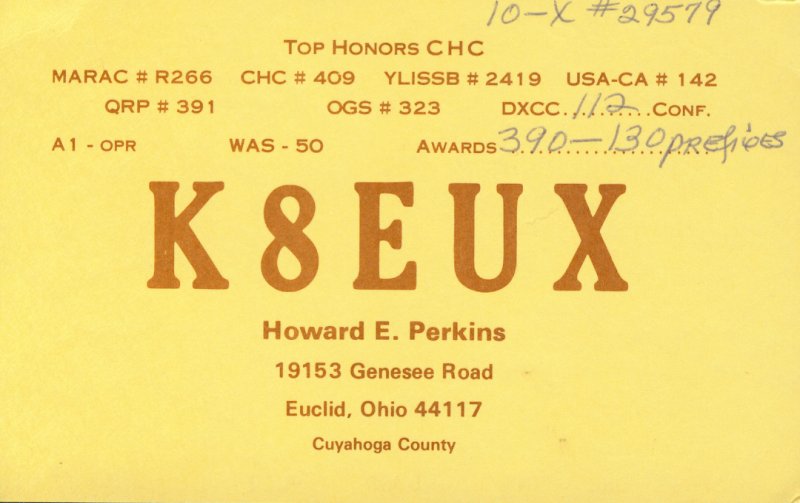 10-X #29579
TOP HONORS CHC
MARAC # R266 CHC # 409 YLISSB # 2419 USA-CA # 142
QRP # 391 OGS # 323 DXCC..112..CONF.
A1 - OPR WAS - 50 AWARDS 390-130 PREFIXES
K8EUX
Howard E. Perkins
19153 Genesee Road
Euclid, Ohio 44117
Cuyahoga County